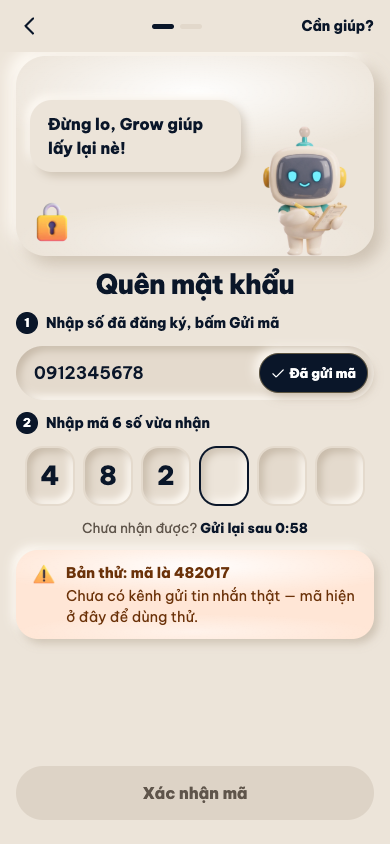 Cần giúp?
Đừng lo, Grow giúp
lấy lại nè!
Quên mật khẩu
1 Nhập số đã đăng ký, bấm Gửi mã
0912345678
Đã gửi mã
2 Nhập mã 6 số vừa nhận
4 8 2
Chưa nhận được? Gửi lại sau 0:58
Bản thử: mã là 482017
Chưa có kênh gửi tin nhắn thật — mã hiện
ở đây để dùng thử.
Xác nhận mã